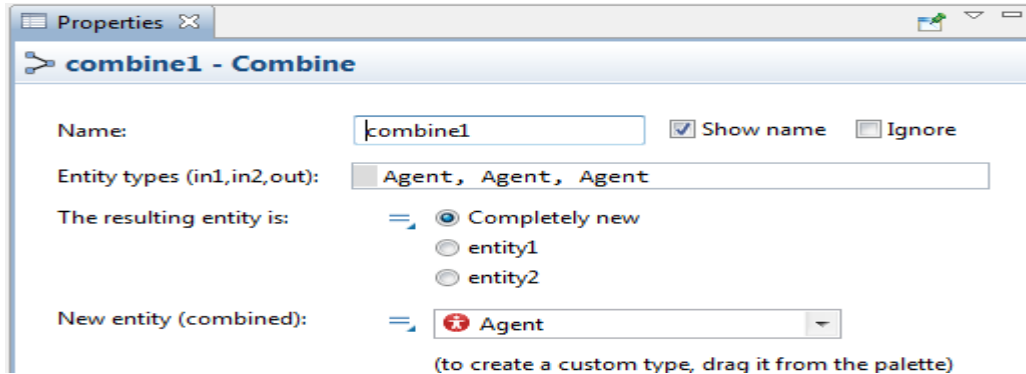 Properties
combine1 - Combine
Name: combine1 Show name Ignore
Entity types (in1,in2,out): Agent, Agent, Agent
The resulting entity is: Completely new
entity1
entity2
New entity (combined): Agent
(to create a custom type, drag it from the palette)